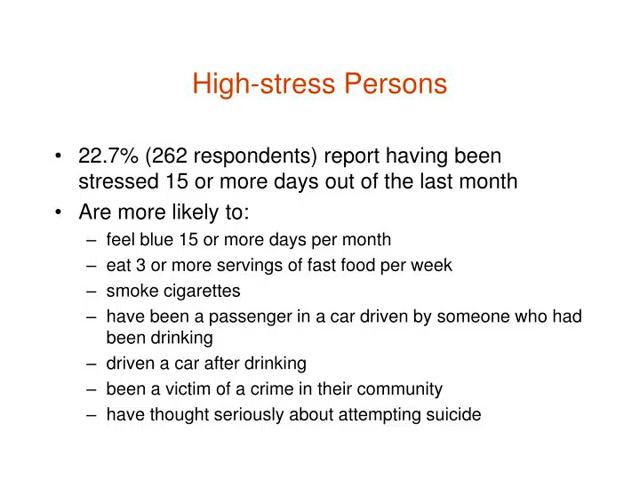 High-stress Persons
• 22.7% (262 respondents) report having been
stressed 15 or more days out of the last month
• Are more likely to:
– feel blue 15 or more days per month
– eat 3 or more servings of fast food per week
– smoke cigarettes
– have been a passenger in a car driven by someone who had
been drinking
– driven a car after drinking
– been a victim of a crime in their community
– have thought seriously about attempting suicide